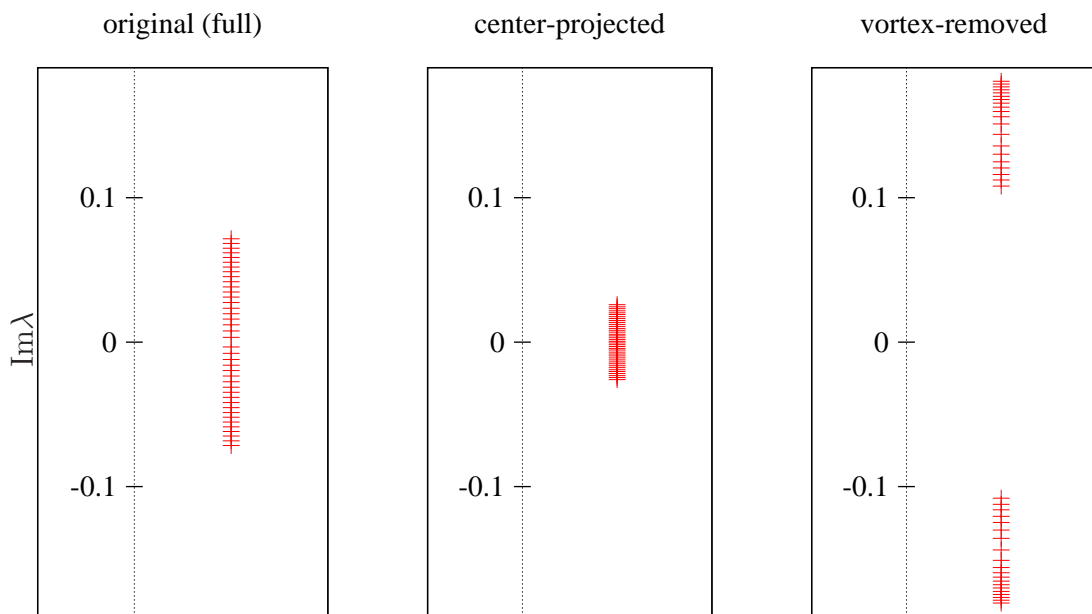 original (full)
center-projected
vortex-removed
0.1
0
-0.1
Imλ
0.1
0
-0.1
0.1
0
-0.1